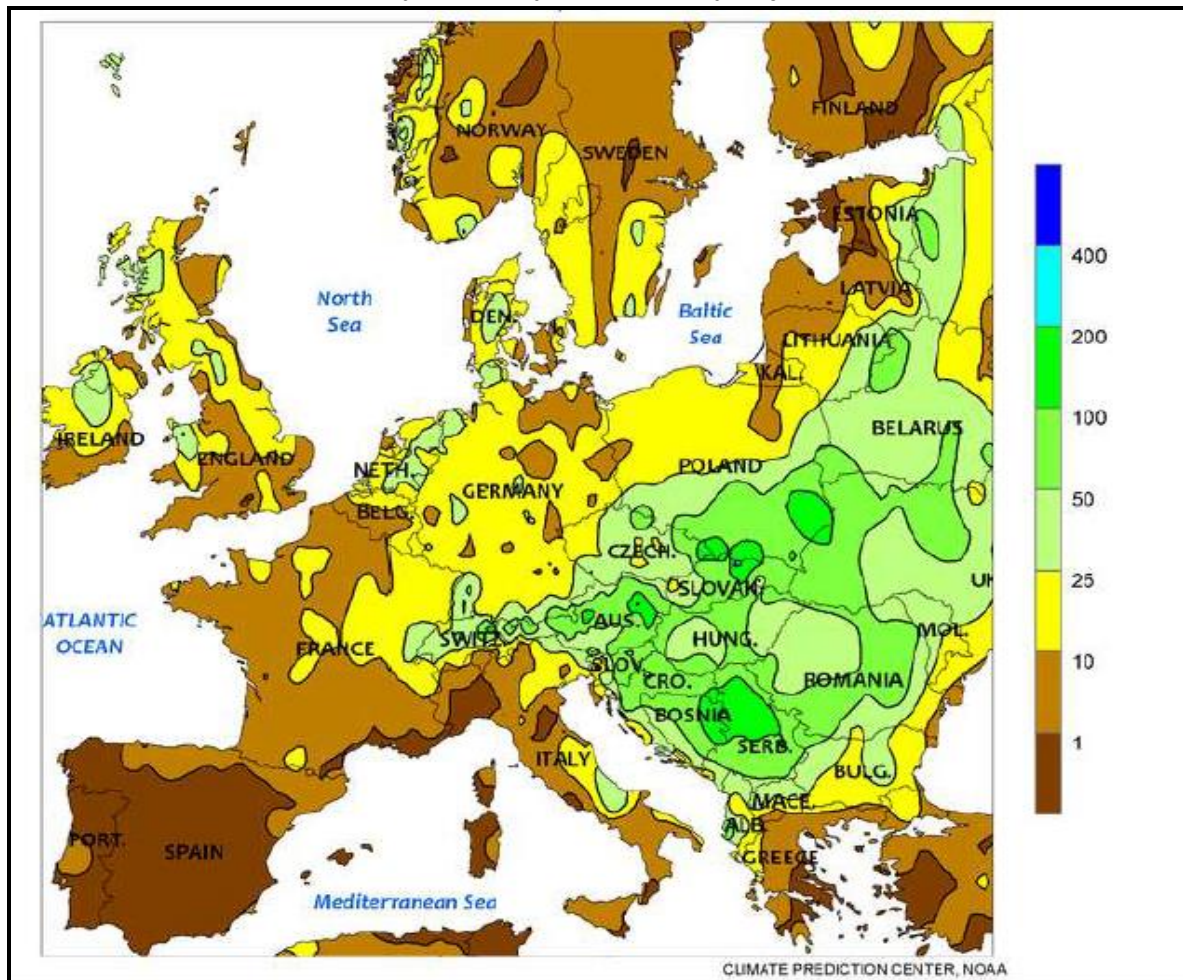 FINLAND
NORWAY
SWEDEN
ESTONIA
LATVIA
North
Sea
DEN.
Baltic
Sea
LITHUANIA
KAL.
IRELAND
ENGLAND
BELARUS
NETH.
POLAND
GERMANY
BELG.
CZECH.
SLOVAK.
UK
ATLANTIC
OCEAN
FRANCE
SWITZ.
AUS.
HUNG.
MOL.
SLOV.
CRO.
ROMANIA
BOSNIA
SERB.
ITALY
BULG.
MACE.
ALB.
PORT.
SPAIN
GREECE
Mediterranean Sea
400
200
100
50
25
10
1
CLIMATE PREDICTION CENTER, NOAA